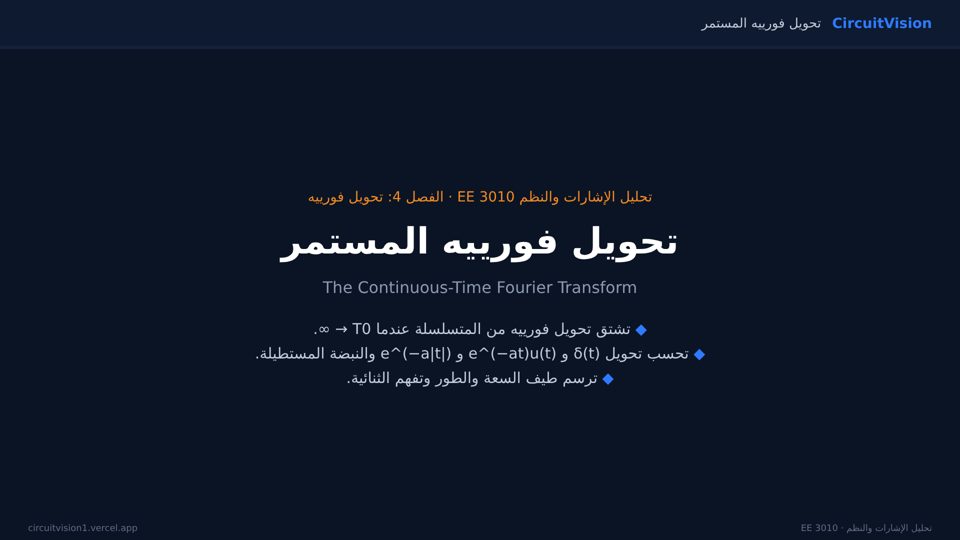 CircuitVision تحويل فورييه المستمر
تحليل الإشارات والنظم EE 3010 · الفصل 4: تحويل فورييه
تحويل فورييه المستمر
The Continuous-Time Fourier Transform
◆ تشتق تحويل فورييه من المتسلسلة عندما T0 → ∞.
◆ تحسب تحويل δ(t) و e^(−at)u(t) و e^(−a|t|) والنبضة المستطيلة.
◆ ترسم طيف السعة والطور وتفهم الثنائية.
circuitvision1.vercel.app
تحليل الإشارات والنظم · EE 3010